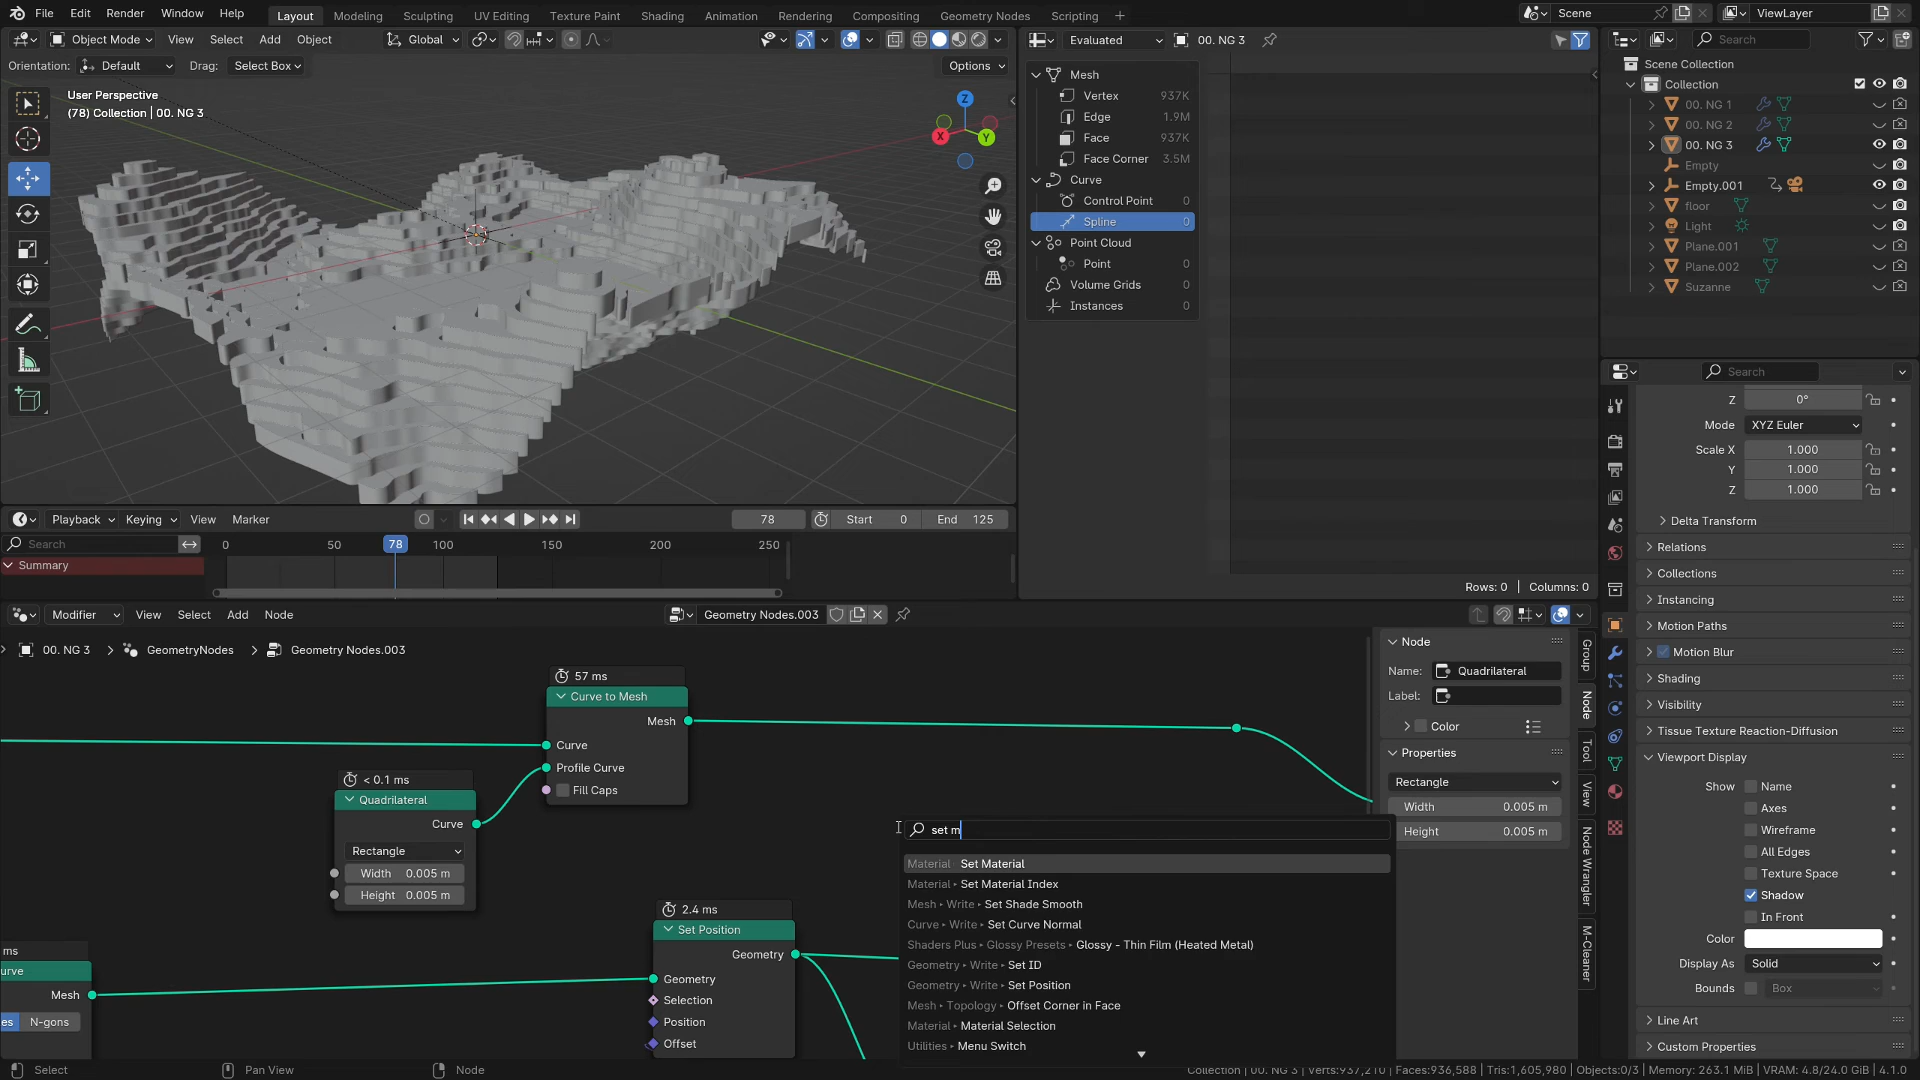 File Edit Render Window Help Layout Modeling Sculpting UV Editing Texture Paint Shading Animation Rendering Compositing Geometry Nodes Scripting + Scene ViewLayer
Object Mode View Select Add Object Global Evaluated 00. NG 3 Search
Orientation: Default Drag: Select Box Options
User Perspective
(78) Collection | 00. NG 3
Z
X
Y
Mesh
Vertex 937K
Edge 1.9M
Face 937K
Face Corner 3.5M
Curve
Control Point 0
Spline 0
Point Cloud
Point 0
Volume Grids 0
Instances 0
Rows: 0 | Columns: 0
Scene Collection
Collection
00. NG 1
00. NG 2
00. NG 3
Empty
Empty.001
floor
Light
Plane.001
Plane.002
Suzanne
Search
Z 0°
Mode XYZ Euler
Scale X 1.000
Y 1.000
Z 1.000
Delta Transform
Relations
Collections
Instancing
Motion Paths
Motion Blur
Shading
Visibility
Tissue Texture Reaction-Diffusion
Viewport Display
Show Name
Axes
Wireframe
All Edges
Texture Space
Shadow
In Front
Color
Display As Solid
Bounds Box
Line Art
Custom Properties
Playback Keying View Marker 78 Start 0 End 125
Search 0 50 78 100 150 200 250
Summary
Modifier View Select Add Node Geometry Nodes.003
00. NG 3 > GeometryNodes > Geometry Nodes.003
57 ms
Curve to Mesh
Mesh
Curve
Profile Curve
Fill Caps
< 0.1 ms
Quadrilateral
Curve
Rectangle
Width 0.005 m
Height 0.005 m
ms
urve
Mesh
es N-gons
2.4 ms
Set Position
Geometry
Geometry
Selection
Position
Offset
set m
Material Set Material
Material Set Material Index
Mesh Write Set Shade Smooth
Curve Write Set Curve Normal
Shaders Plus Glossy Presets Glossy - Thin Film (Heated Metal)
Geometry Write Set ID
Geometry Write Set Position
Mesh Topology Offset Corner in Face
Material Material Selection
Utilities Menu Switch
Node
Name: Quadrilateral
Label:
Color
Properties
Rectangle
Width 0.005 m
Height 0.005 m
Group
Node
Tool
View
Node Wrangler
M-Cleaner
Select Pan View Node Collection | 00. NG 3 | Verts:937,210 | Faces:936,588 | Tris:1,605,980 | Objects:0/3 | Memory: 263.1 MiB | VRAM: 4.8/24.0 GiB | 4.1.0